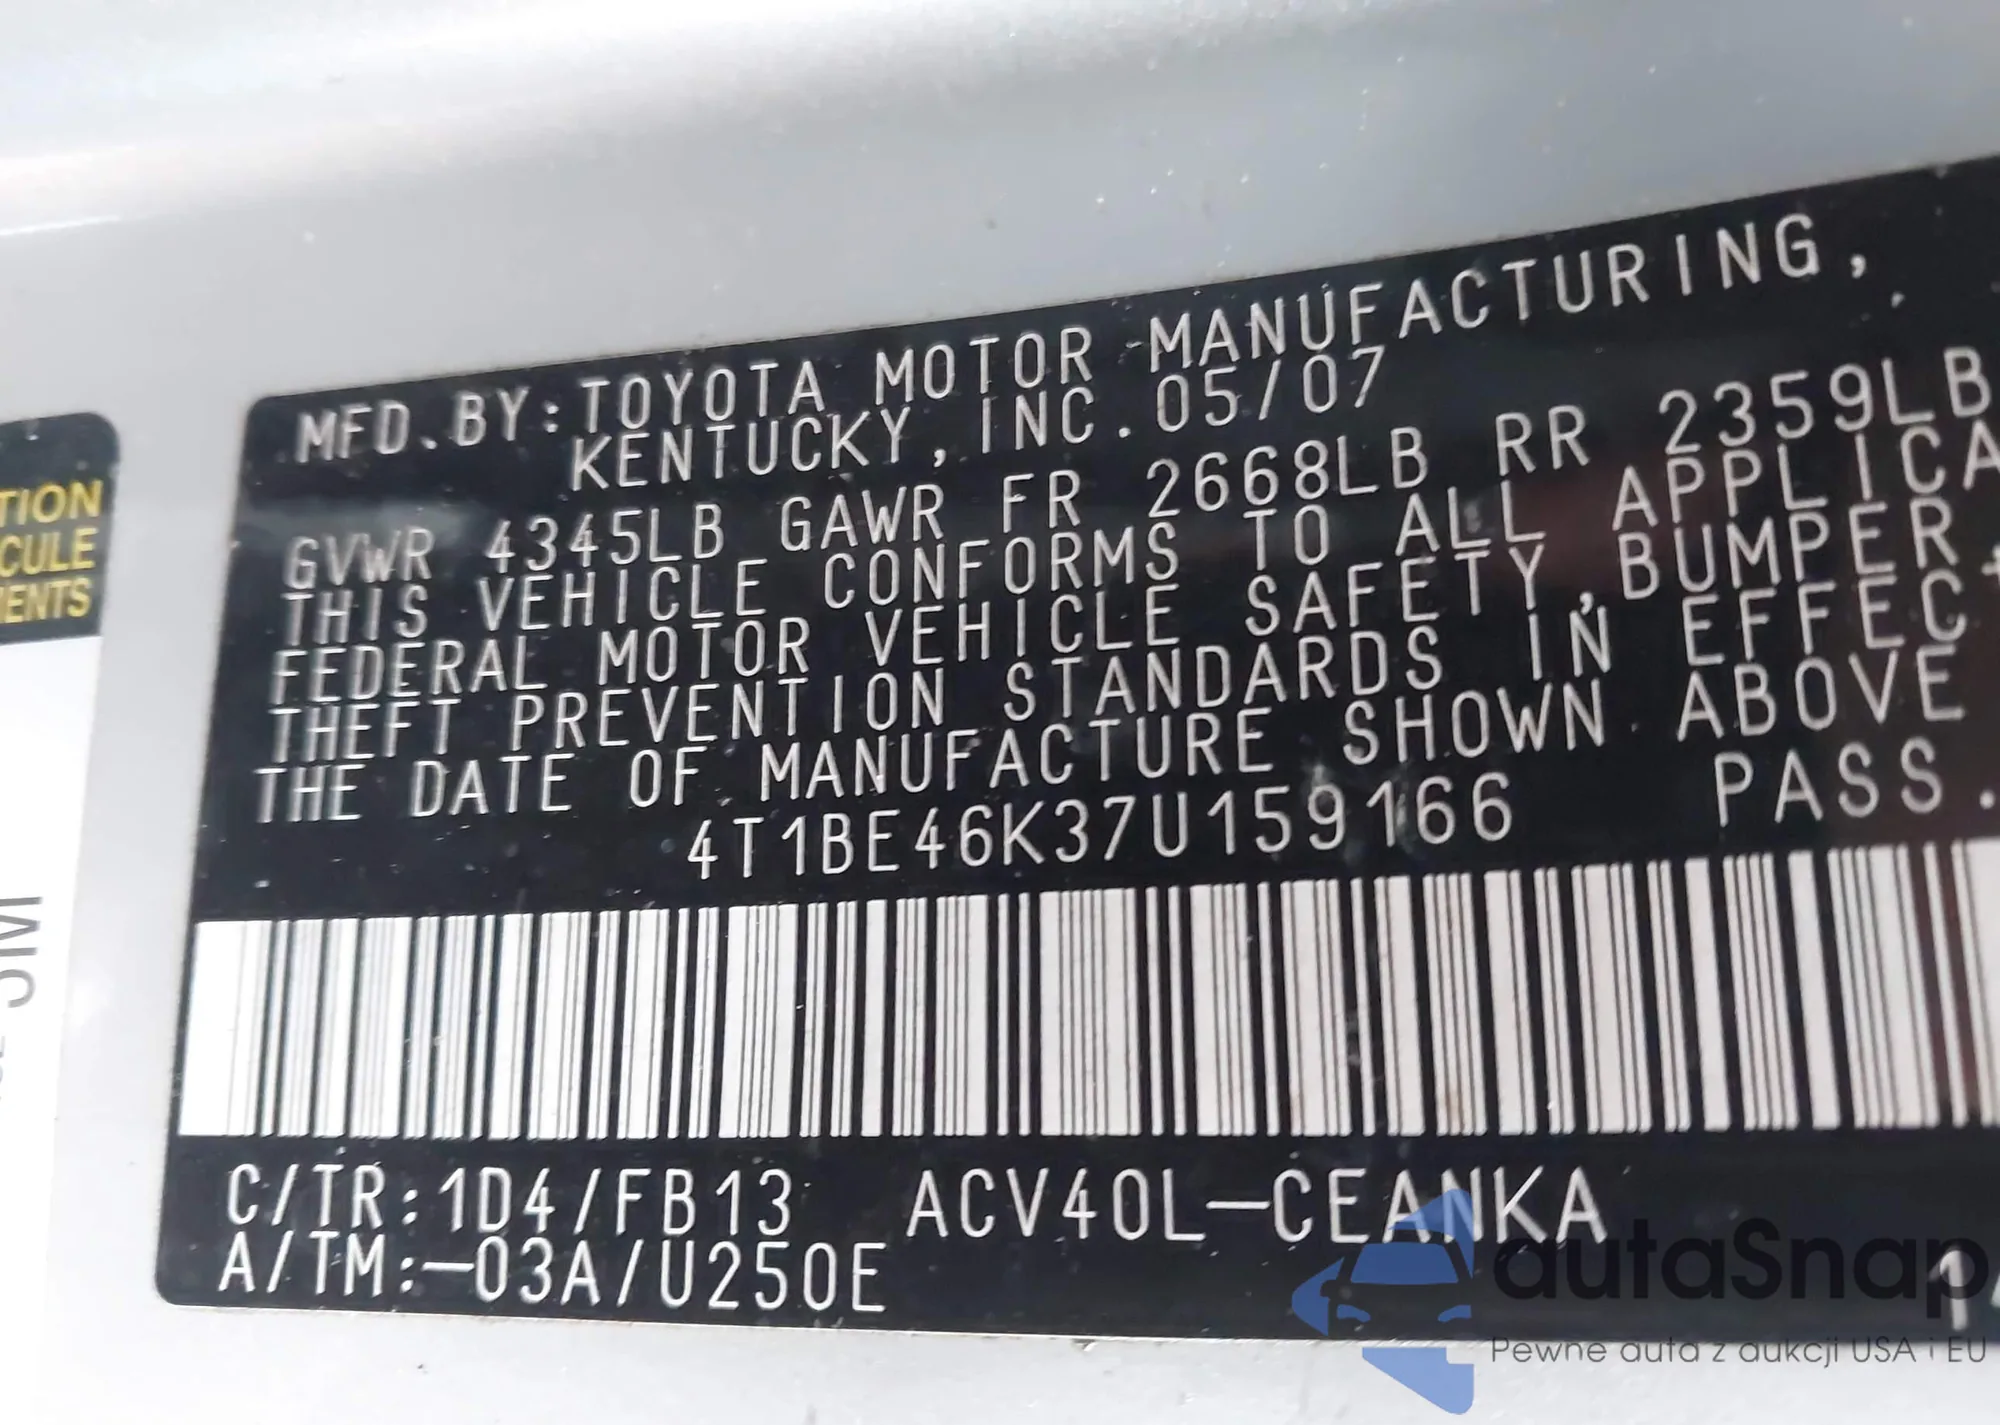 MFD.BY:TOYOTA MOTOR MANUFACTURING,
KENTUCKY,INC.05/07
GVWR 4345LB GAWR FR 2668LB RR 2359LB
THIS VEHICLE CONFORMS TO ALL APPLICA
FEDERAL MOTOR VEHICLE SAFETY,BUMPER,
THEFT PREVENTION STANDARDS IN EFFEC
THE DATE OF MANUFACTURE SHOWN ABOVE
4T1BE46K37U159166 PASS.
C/TR:1D4/FB13 ACV40L-CEANKA
A/TM:-03A/U250E
TION
CULE
ENTS
autaSnap
Pewne auta z aukcji USA i EU